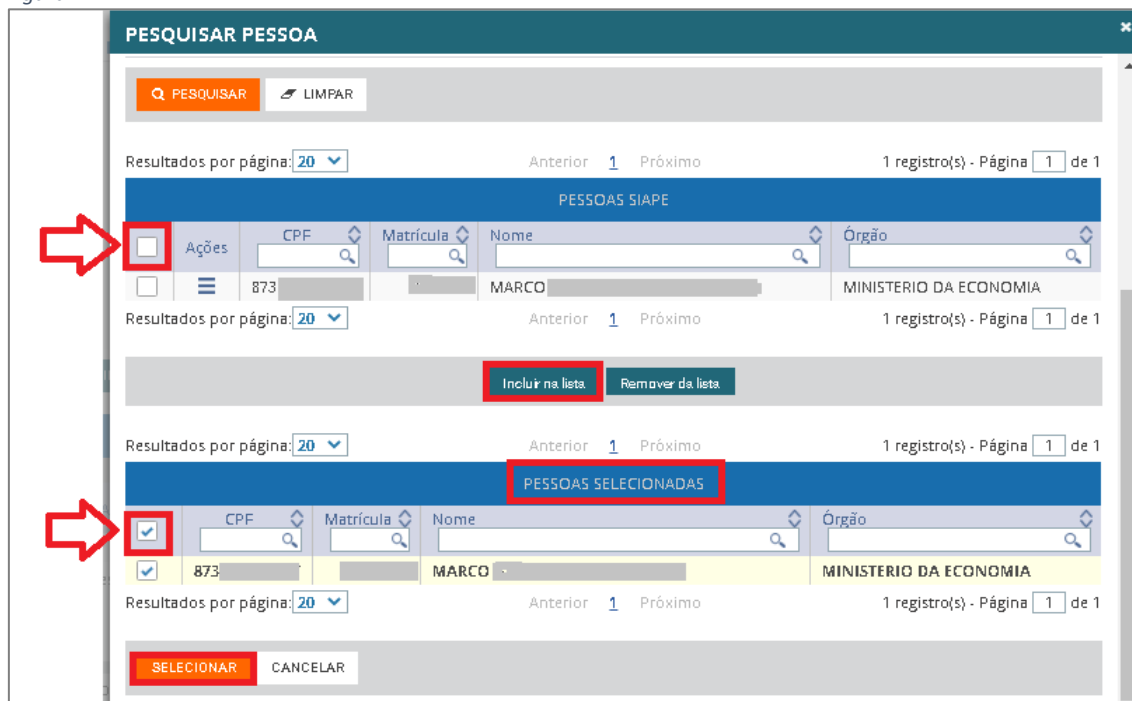 PESQUISAR PESSOA
PESQUISAR LIMPAR
Resultados por página: 20 Anterior 1 Próximo 1 registro(s) - Página 1 de 1
PESSOAS SIAPE
Ações CPF Matrícula Nome Órgão
873 MARCO MINISTERIO DA ECONOMIA
Resultados por página: 20 Anterior 1 Próximo 1 registro(s) - Página 1 de 1
Incluir na lista Remover da lista
Resultados por página: 20 Anterior 1 Próximo 1 registro(s) - Página 1 de 1
PESSOAS SELECIONADAS
CPF Matrícula Nome Órgão
873 MARCO MINISTERIO DA ECONOMIA
Resultados por página: 20 Anterior 1 Próximo 1 registro(s) - Página 1 de 1
SELECIONAR CANCELAR